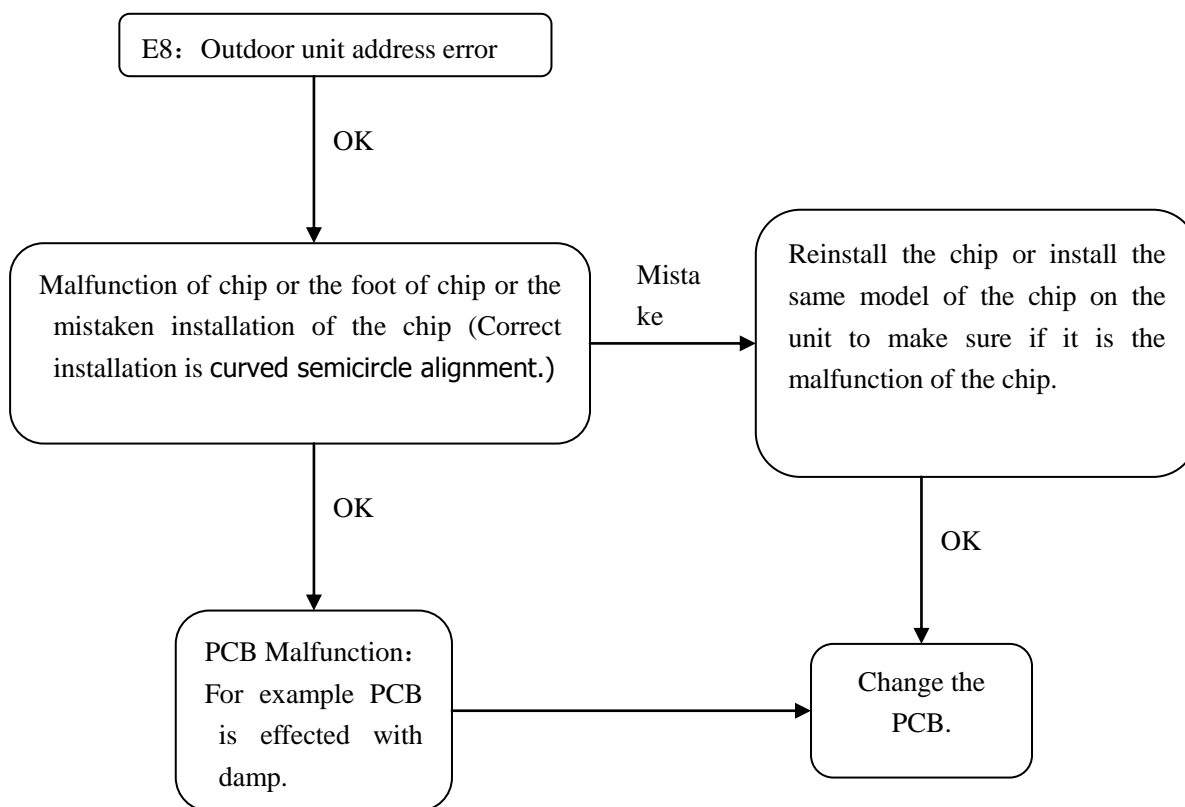 E8：Outdoor unit address error
OK
Malfunction of chip or the foot of chip or the
mistaken installation of the chip (Correct
installation is curved semicircle alignment.)
Mista
ke
Reinstall the chip or install the
same model of the chip on the
unit to make sure if it is the
malfunction of the chip.
OK
OK
PCB Malfunction：
For example PCB
is effected with
damp.
Change the
PCB.